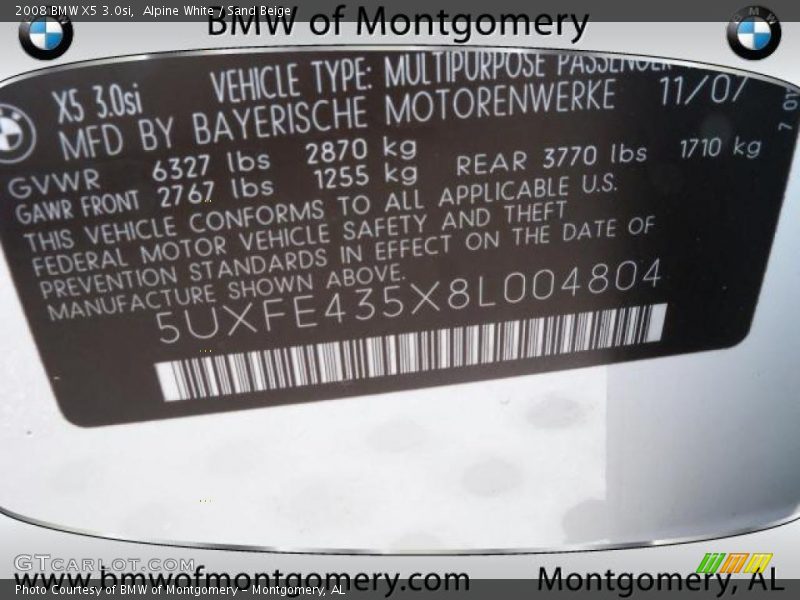 2008 BMW X5 3.0si, Alpine White / Sand Beige
BMW of Montgomery
BMW
X5 3.0si VEHICLE TYPE: MULTIPURPOSE PASSENGER
MFD BY BAYERISCHE MOTORENWERKE 11/07
GVWR 6327 lbs 2870 kg
GAWR FRONT 2767 lbs 1255 kg REAR 3770 lbs 1710 kg
THIS VEHICLE CONFORMS TO ALL APPLICABLE U.S.
FEDERAL MOTOR VEHICLE SAFETY AND THEFT
PREVENTION STANDARDS IN EFFECT ON THE DATE OF
MANUFACTURE SHOWN ABOVE.
5UXFE435X8L004804
GTCARLOT.COM
www.bmwofmontgomery.com Montgomery, AL
Photo Courtesy of BMW of Montgomery - Montgomery, AL